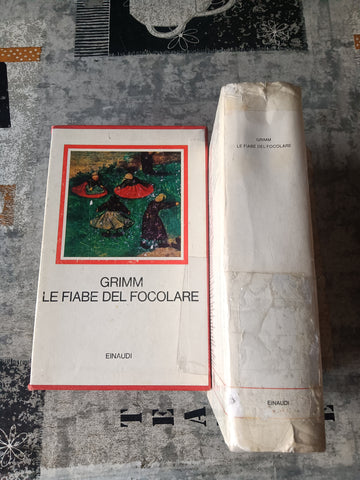 GRIMM
LE FIABE DEL FOCOLARE
EINAUDI
GRIMM
LE FIABE DEL FOCOLARE
EINAUDI